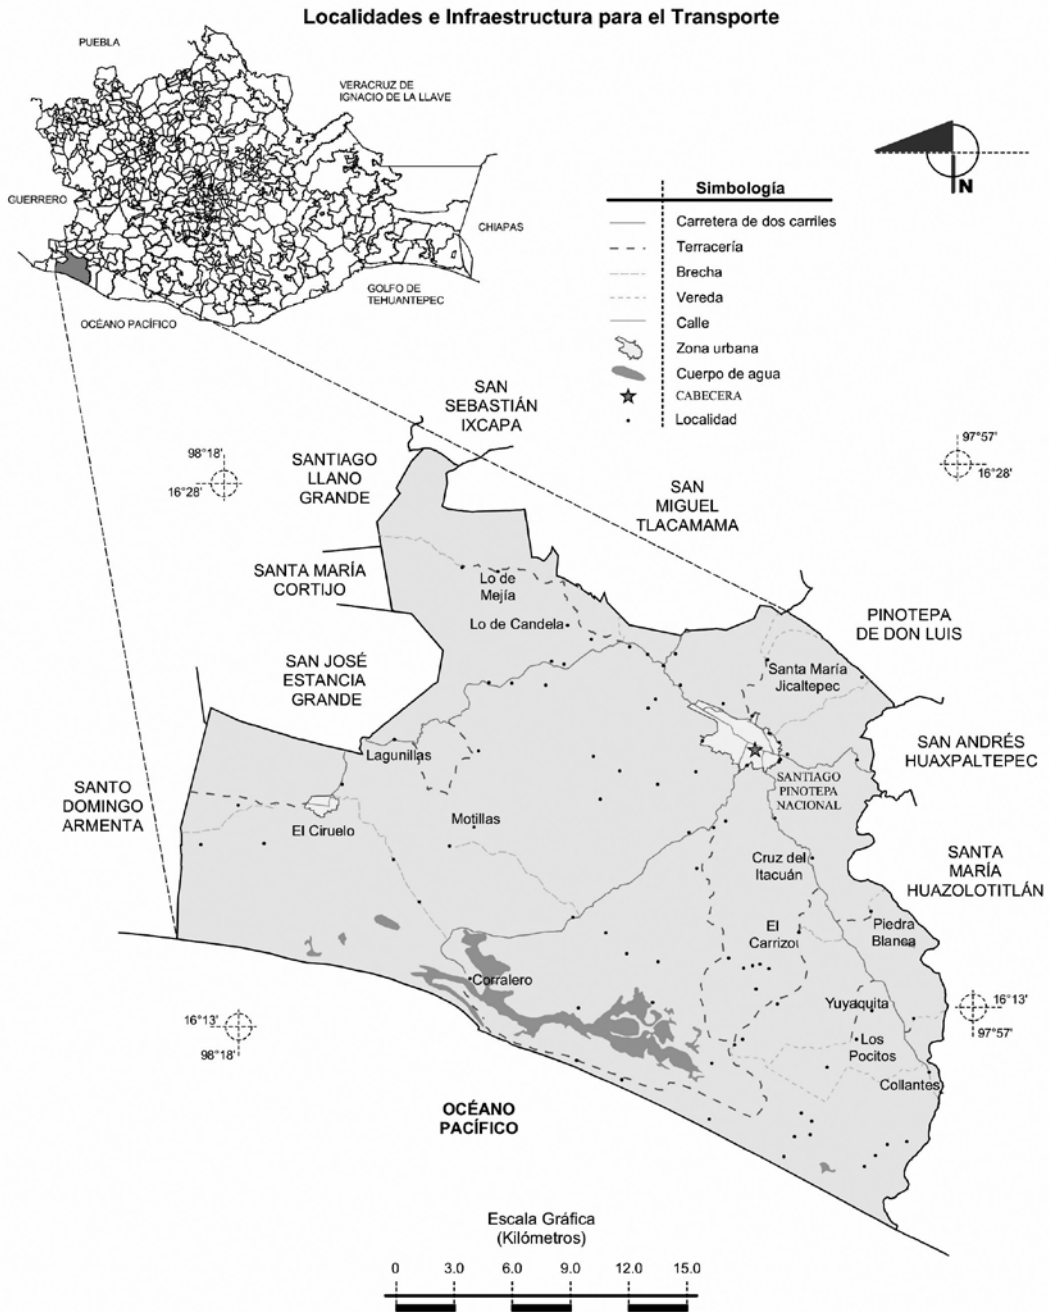 Localidades e Infraestructura para el Transporte
PUEBLA
VERACRUZ DE
IGNACIO DE LA LLAVE
GUERRERO
CHIAPAS
GOLFO DE
TEHUANTEPEC
OCÉANO PACÍFICO
N
Simbología
Carretera de dos carriles
Terracería
Brecha
Vereda
Calle
Zona urbana
Cuerpo de agua
CABECERA
Localidad
98°18'
16°28'
97°57'
16°28'
SAN
SEBASTIÁN
IXCAPA
SANTIAGO
LLANO
GRANDE
SAN
MIGUEL
TLACAMAMA
SANTA MARÍA
CORTIJO
PINOTEPA
DE DON LUIS
SAN JOSÉ
ESTANCIA
GRANDE
SAN ANDRÉS
HUAXPALTEPEC
SANTO
DOMINGO
ARMENTA
SANTA
MARÍA
HUAZOLOTITLÁN
Lo de
Mejía
Lo de Candela
Santa María
Jicaltepec
Lagunillas
SANTIAGO
PINOTEPA
NACIONAL
El Ciruelo
Motillas
Cruz del
Itacuán
El
Carrizo
Piedra
Blanca
Corralero
Yuyaquita
Los
Pocitos
Collantes
16°13'
98°18'
16°13'
97°57'
OCÉANO
PACÍFICO
Escala Gráfica
(Kilómetros)
0 3.0 6.0 9.0 12.0 15.0